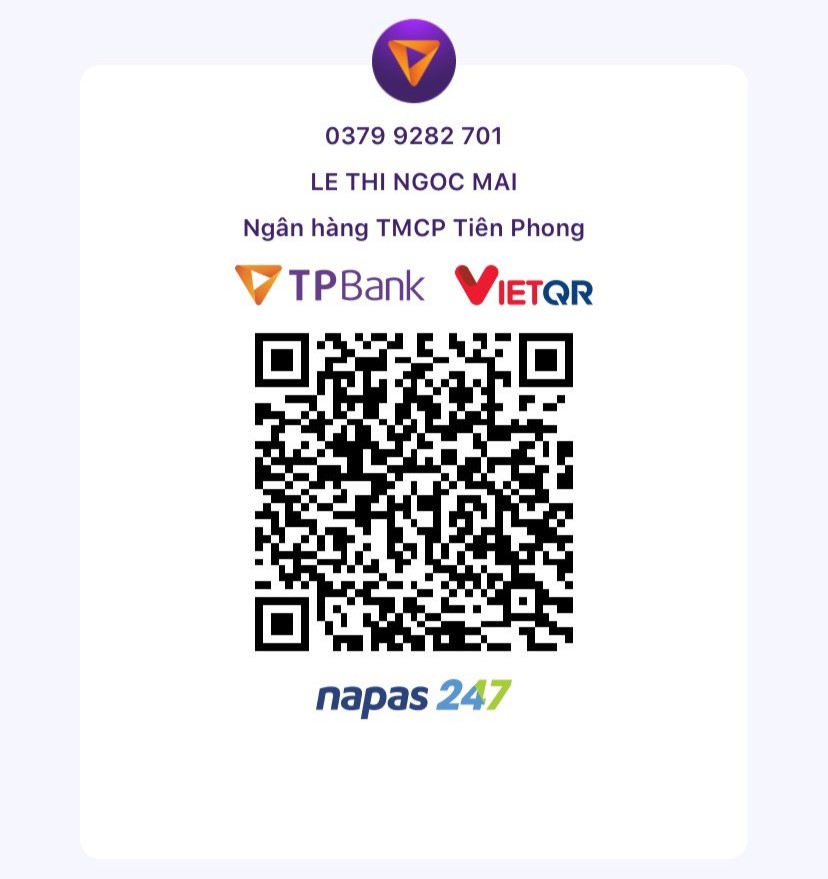 0379 9282 701
LE THI NGOC MAI
Ngân hàng TMCP Tiên Phong
TPBank VIETQR
napas 247